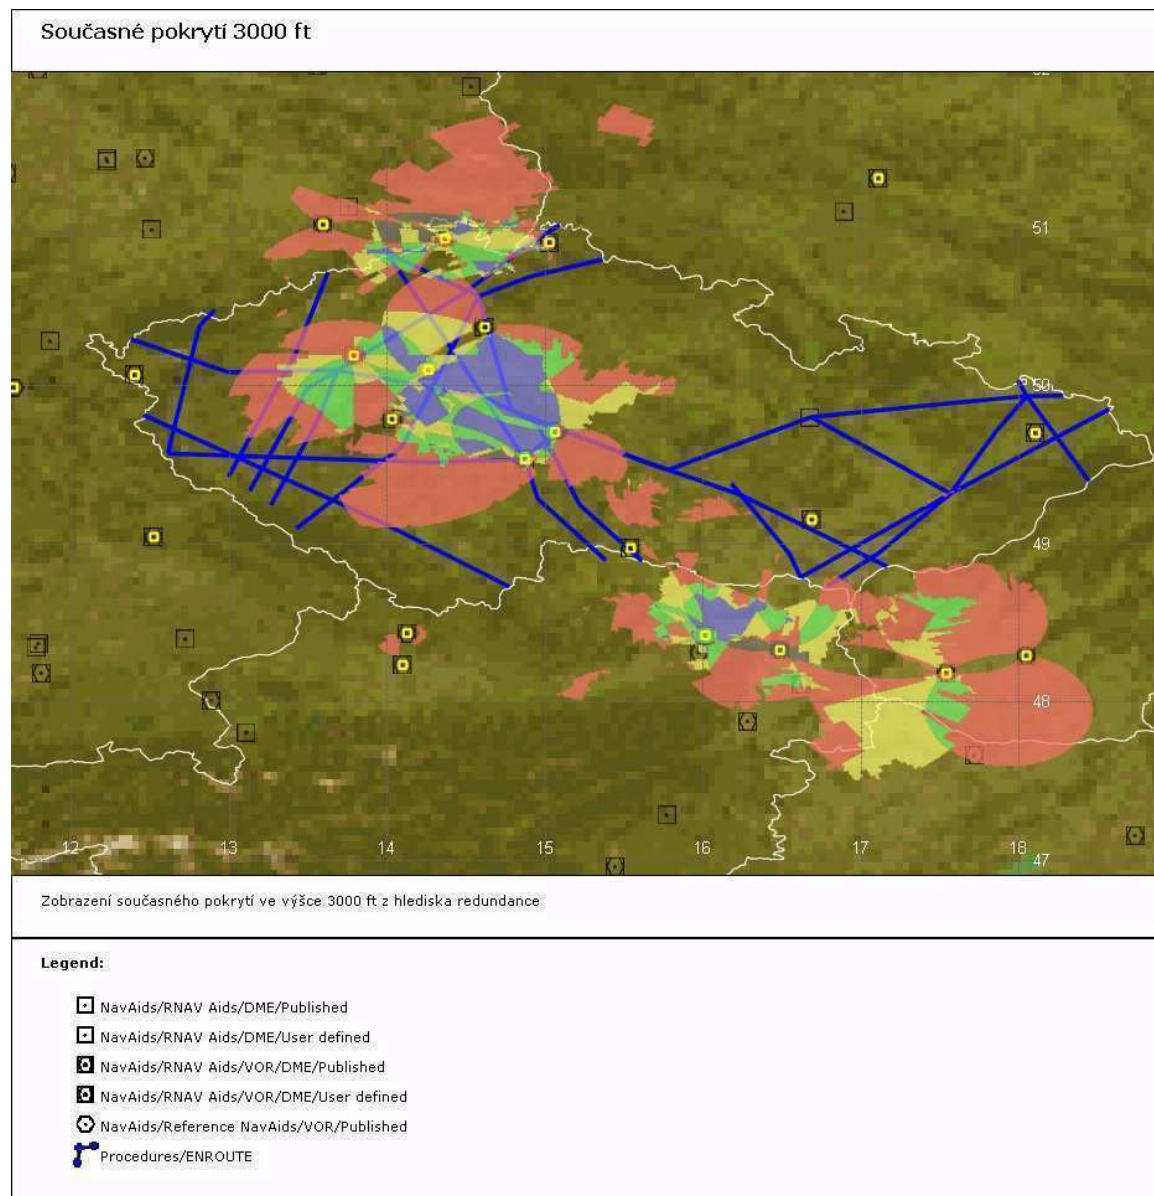 Současné pokrytí 3000 ft
52
51
50
49
48
12
13
14
15
16
17
18
47
Zobrazení současného pokrytí ve výšce 3000 ft z hlediska redundance
Legend:
NavAids/RNAV Aids/DME/Published
NavAids/RNAV Aids/DME/User defined
NavAids/RNAV Aids/VOR/DME/Published
NavAids/RNAV Aids/VOR/DME/User defined
NavAids/Reference NavAids/VOR/Published
Procedures/ENROUTE